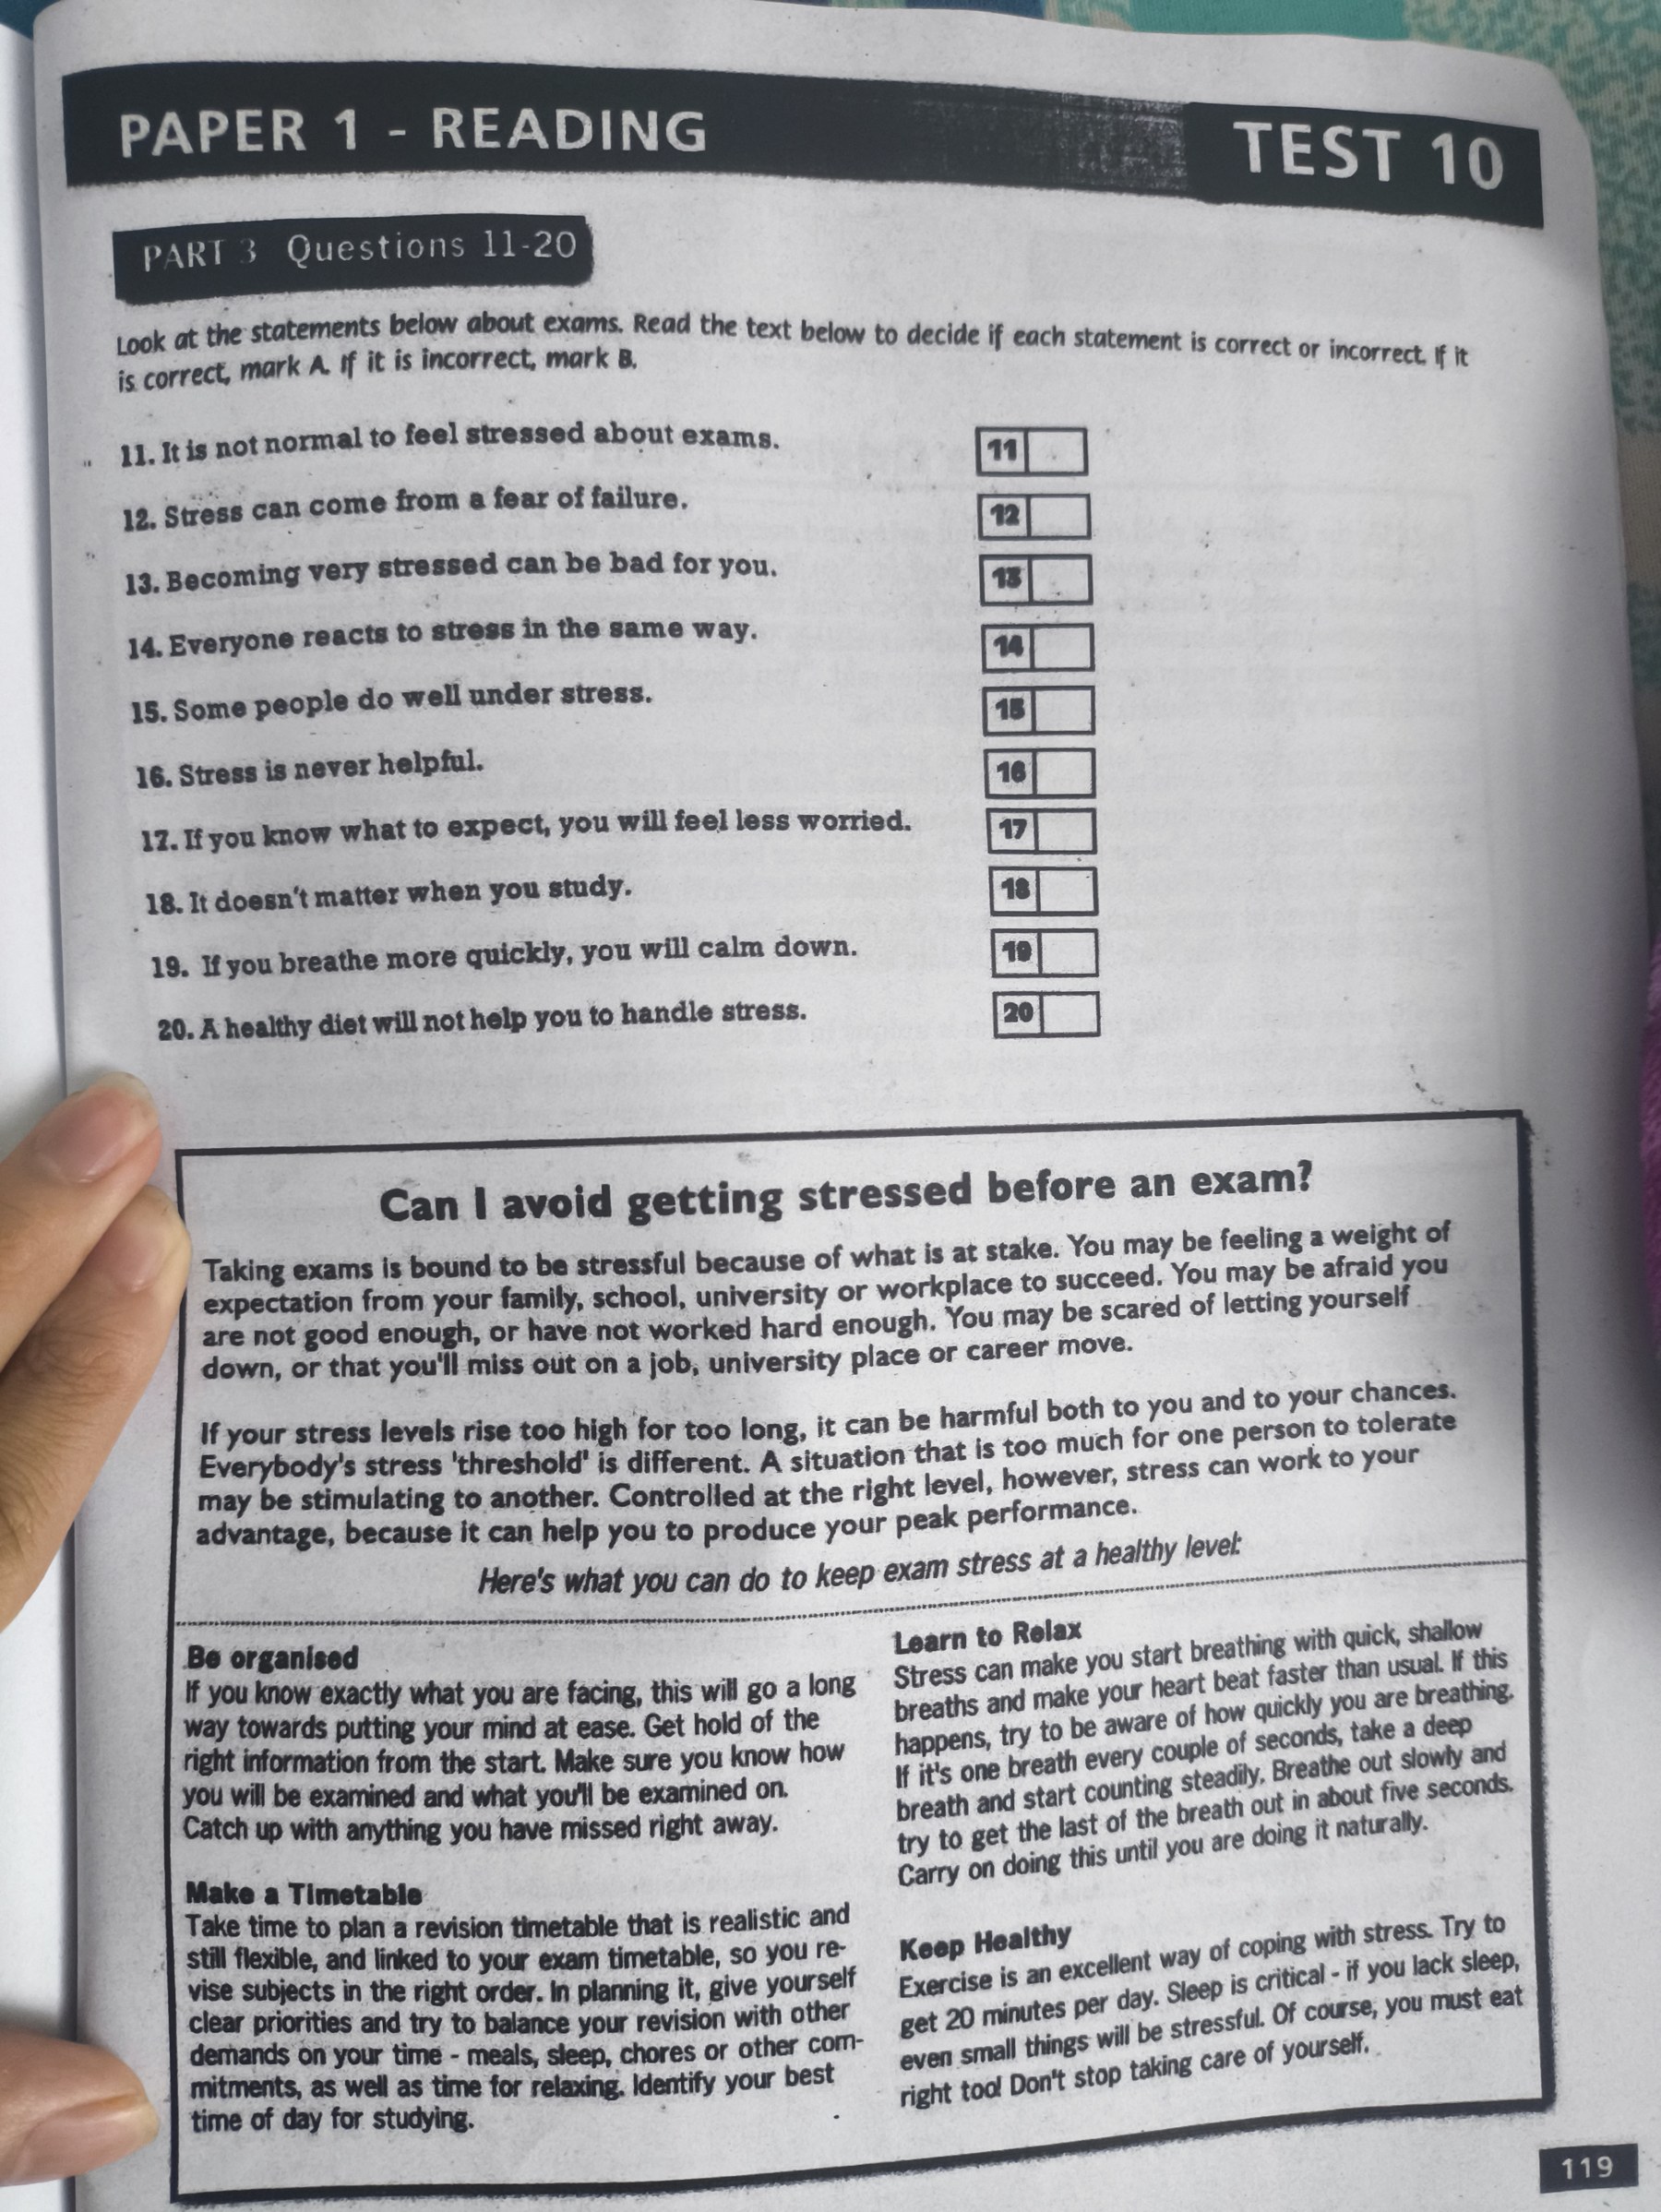 PAPER 1 - READING
TEST 10
PART 3 Questions 11-20
Look at the statements below about exams. Read the text below to decide if each statement is correct or incorrect. If it
is correct, mark A. If it is incorrect, mark B.
11. It is not normal to feel stressed about exams.
11
12. Stress can come from a fear of failure.
12
13. Becoming very stressed can be bad for you.
13
14. Everyone reacts to stress in the same way.
14
15. Some people do well under stress.
15
16. Stress is never helpful.
16
17. If you know what to expect, you will feel less worried.
17
18. It doesn't matter when you study.
18
19. If you breathe more quickly, you will calm down.
19
20. A healthy diet will not help you to handle stress.
20
Can I avoid getting stressed before an exam?
Taking exams is bound to be stressful because of what is at stake. You may be feeling a weight of
expectation from your family, school, university or workplace to succeed. You may be afraid you
are not good enough, or have not worked hard enough. You may be scared of letting yourself
down, or that you'll miss out on a job, university place or career move.
If your stress levels rise too high for too long, it can be harmful both to you and to your chances.
Everybody's stress 'threshold' is different. A situation that is too much for one person to tolerate
may be stimulating to another. Controlled at the right level, however, stress can work to your
advantage, because it can help you to produce your peak performance.
Here's what you can do to keep exam stress at a healthy level:
Be organised
If you know exactly what you are facing, this will go a long
way towards putting your mind at ease. Get hold of the
right information from the start. Make sure you know how
you will be examined and what you'll be examined on.
Catch up with anything you have missed right away.
Make a Timetable
Take time to plan a revision timetable that is realistic and
still flexible, and linked to your exam timetable, so you re-
vise subjects in the right order. In planning it, give yourself
clear priorities and try to balance your revision with other
demands on your time - meals, sleep, chores or other com-
mitments, as well as time for relaxing. Identify your best
time of day for studying.
Learn to Relax
Stress can make you start breathing with quick, shallow
breaths and make your heart beat faster than usual. If this
happens, try to be aware of how quickly you are breathing.
If it's one breath every couple of seconds, take a deep
breath and start counting steadily. Breathe out slowly and
try to get the last of the breath out in about five seconds.
Carry on doing this until you are doing it naturally.
Keep Healthy
Exercise is an excellent way of coping with stress. Try to
get 20 minutes per day. Sleep is critical - if you lack sleep,
even small things will be stressful. Of course, you must eat
right too! Don't stop taking care of yourself.
119